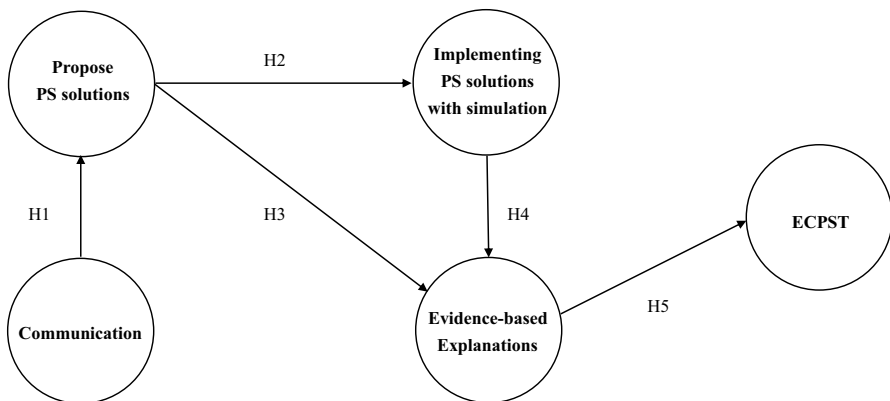 Propose
PS solutions
H2
Implementing
PS solutions
with simulation
H1
H3
H4
ECPST
H5
Communication
Evidence-based
Explanations